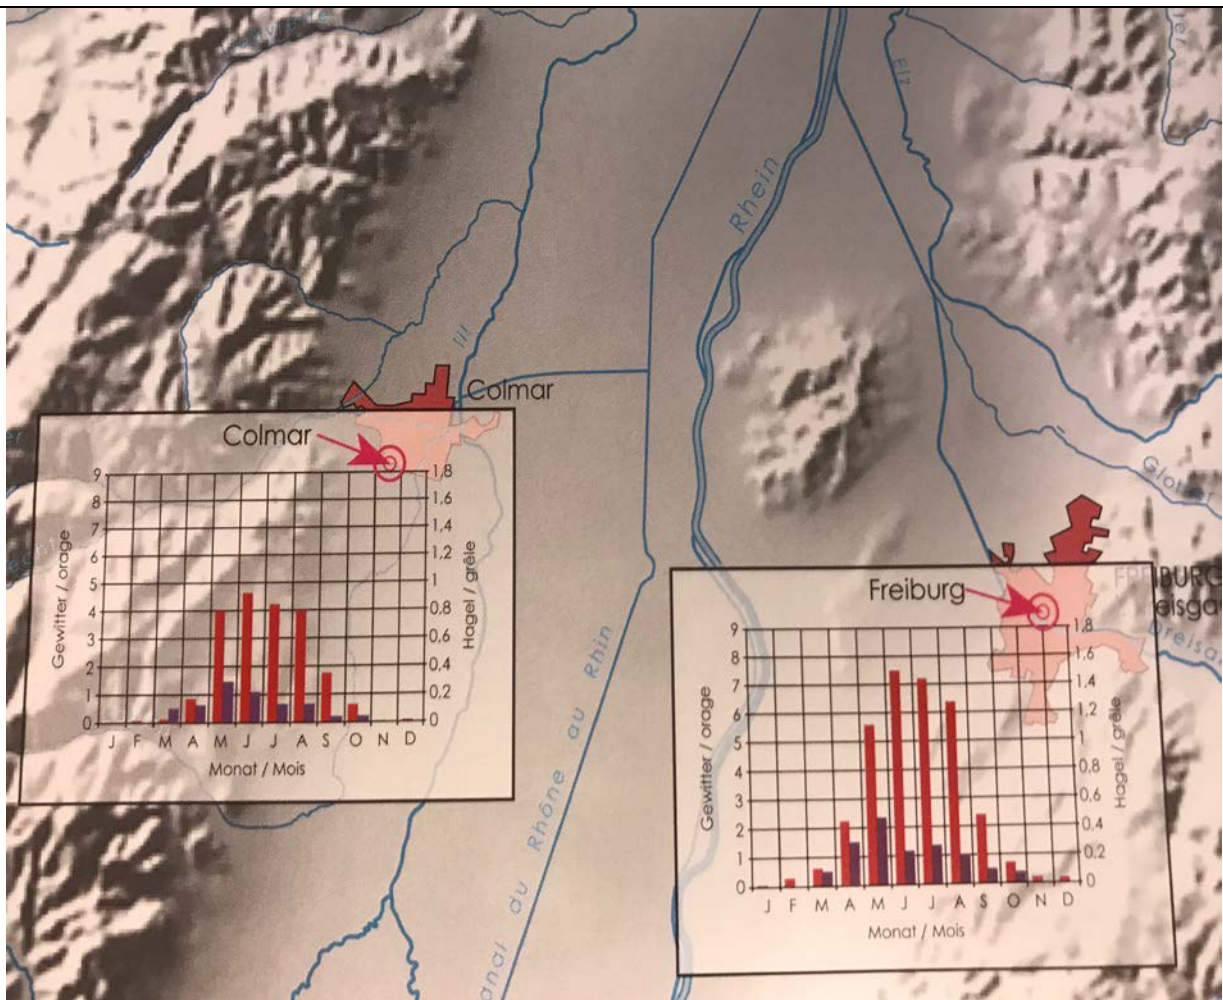 Elz
Rhein
Ill
Colmar
Colmar
Gewitter / orage
9
8
7
6
5
4
3
2
1
0
1,8
1,6
1,4
1,2
1
0,8
0,6
0,4
0,2
0
Hagel / grêle
J F M A M J J A S O N D
Monat / Mois
anal du Rhône au Rhin
Freiburg
FREIBURG
eisga
Dreisa
Gewitter / orage
9
8
7
6
5
4
3
2
1
0
1,8
1,6
1,4
1,2
1
0,8
0,6
0,4
0,2
0
Hagel / grêle
J F M A M J J A S O N D
Monat / Mois